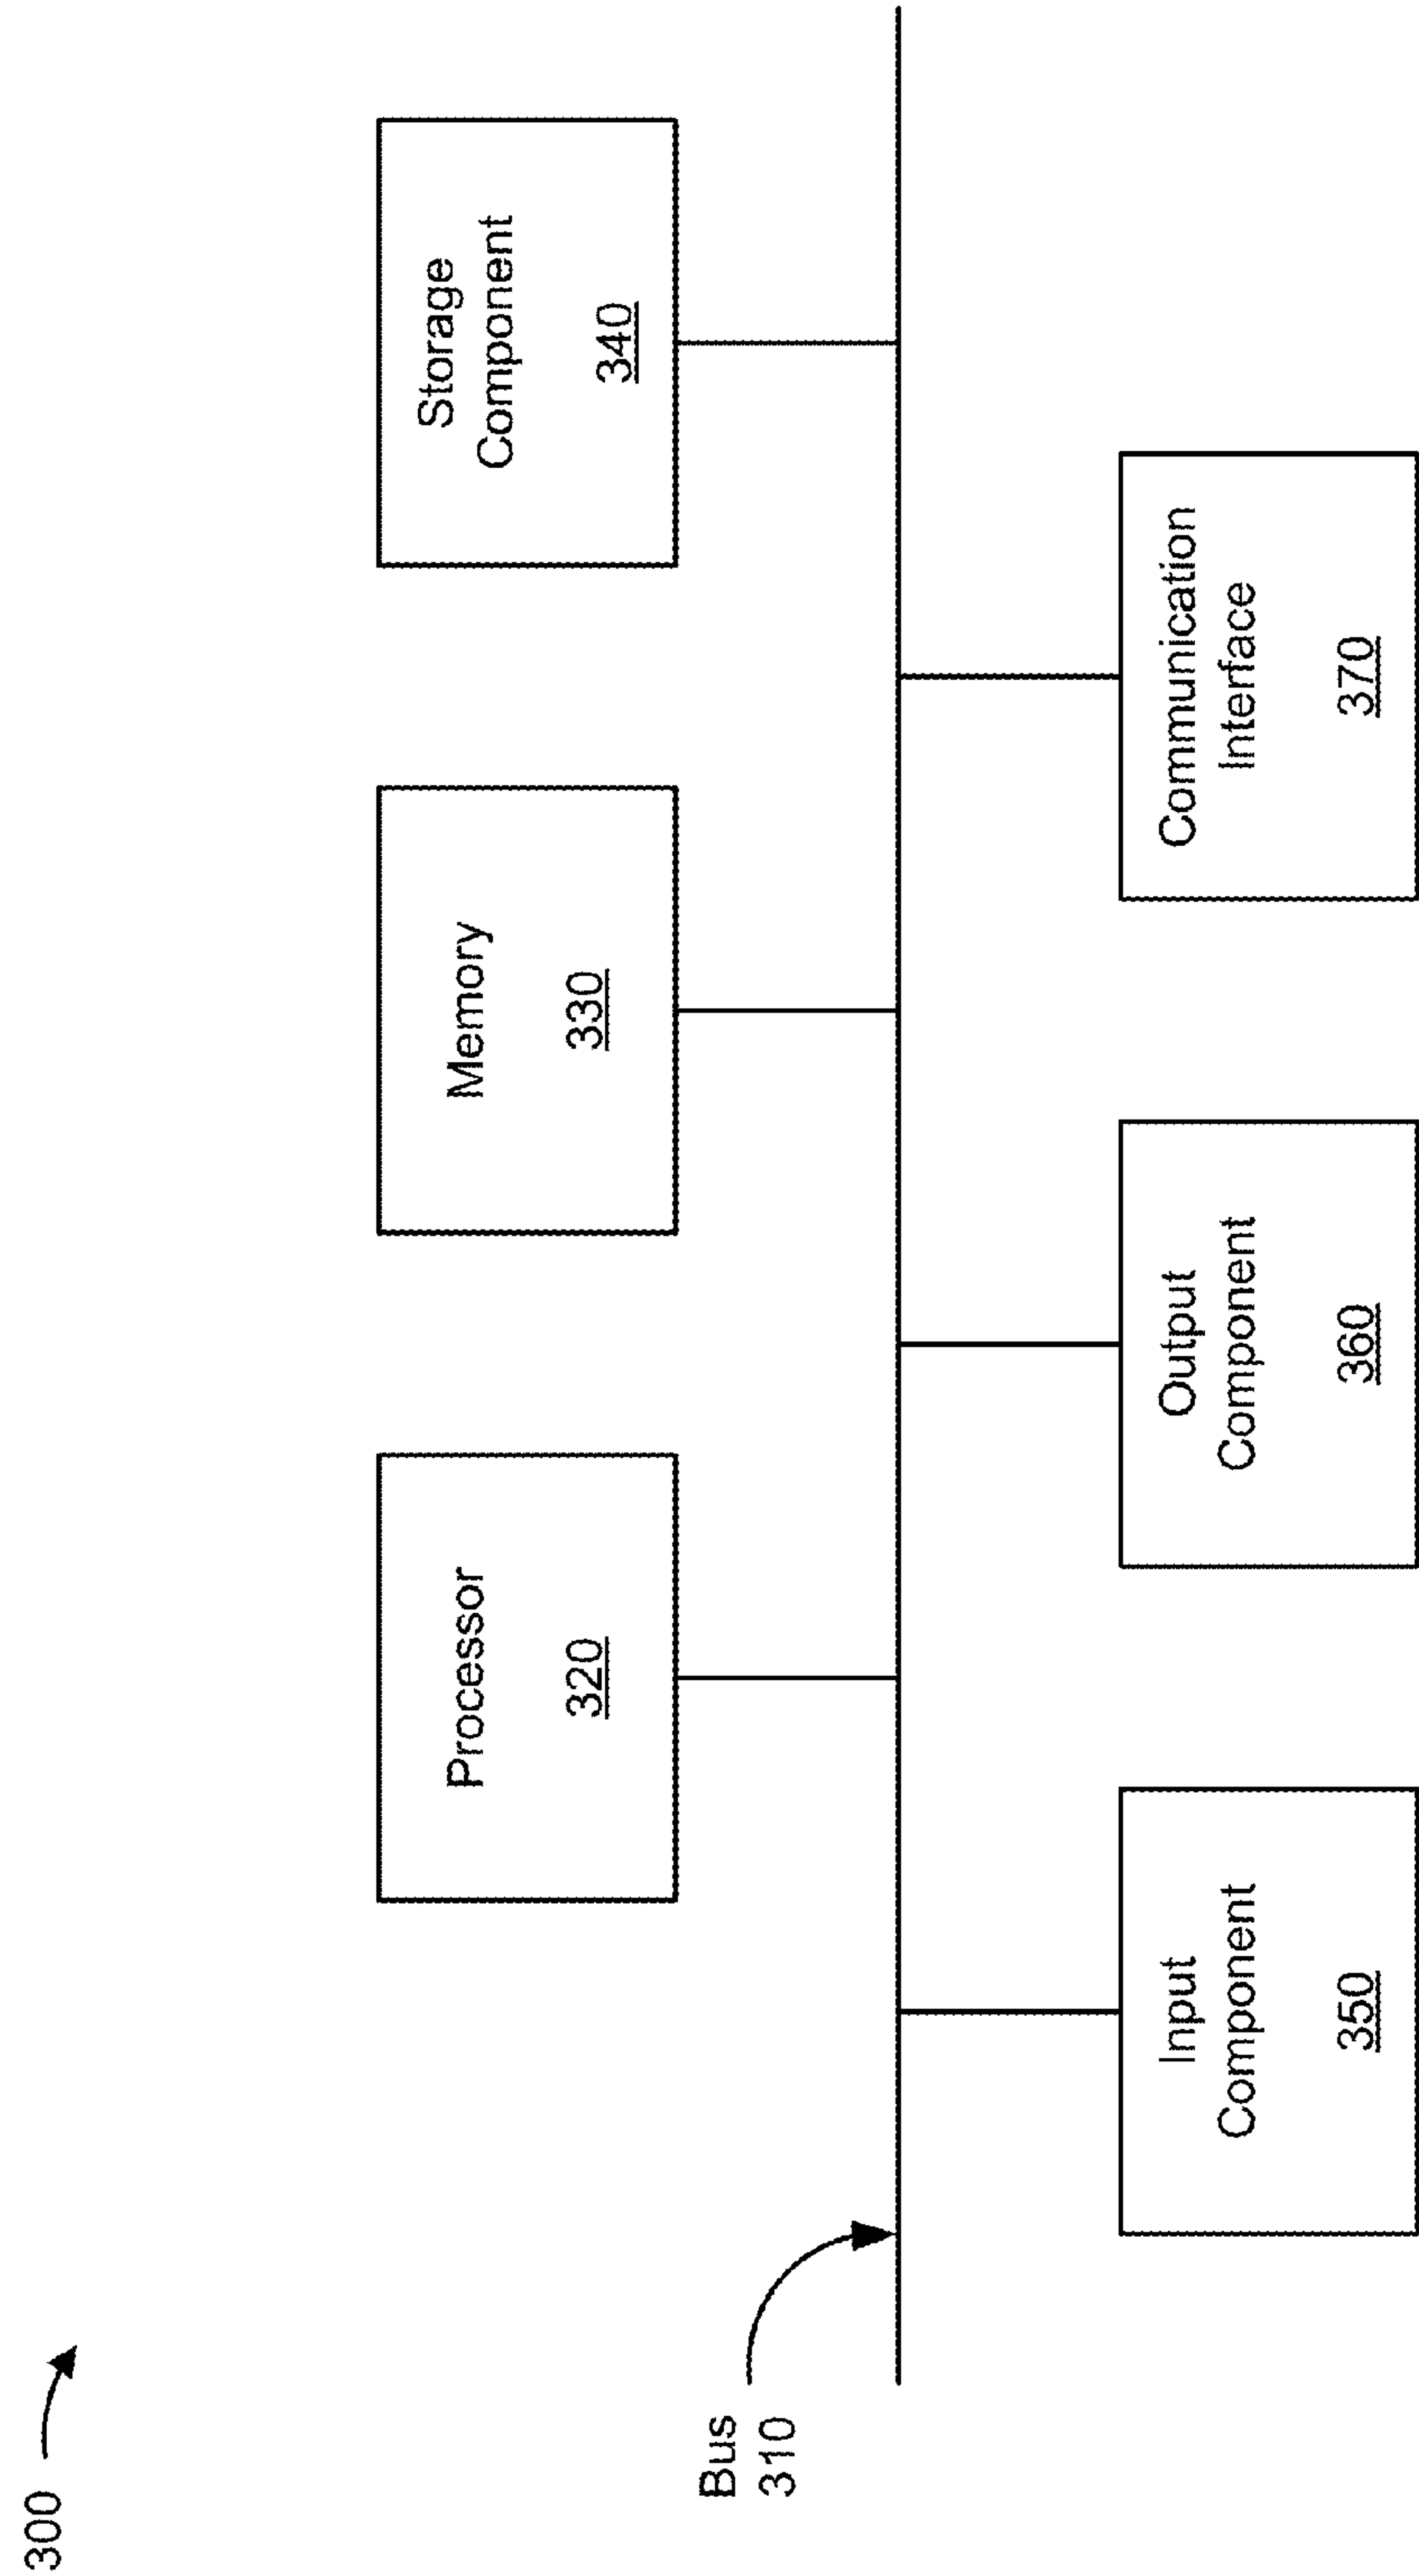 300
Processor
320
Memory
330
Storage
Component
340
Bus
310
Input
Component
350
Output
Component
360
Communication
Interface
370